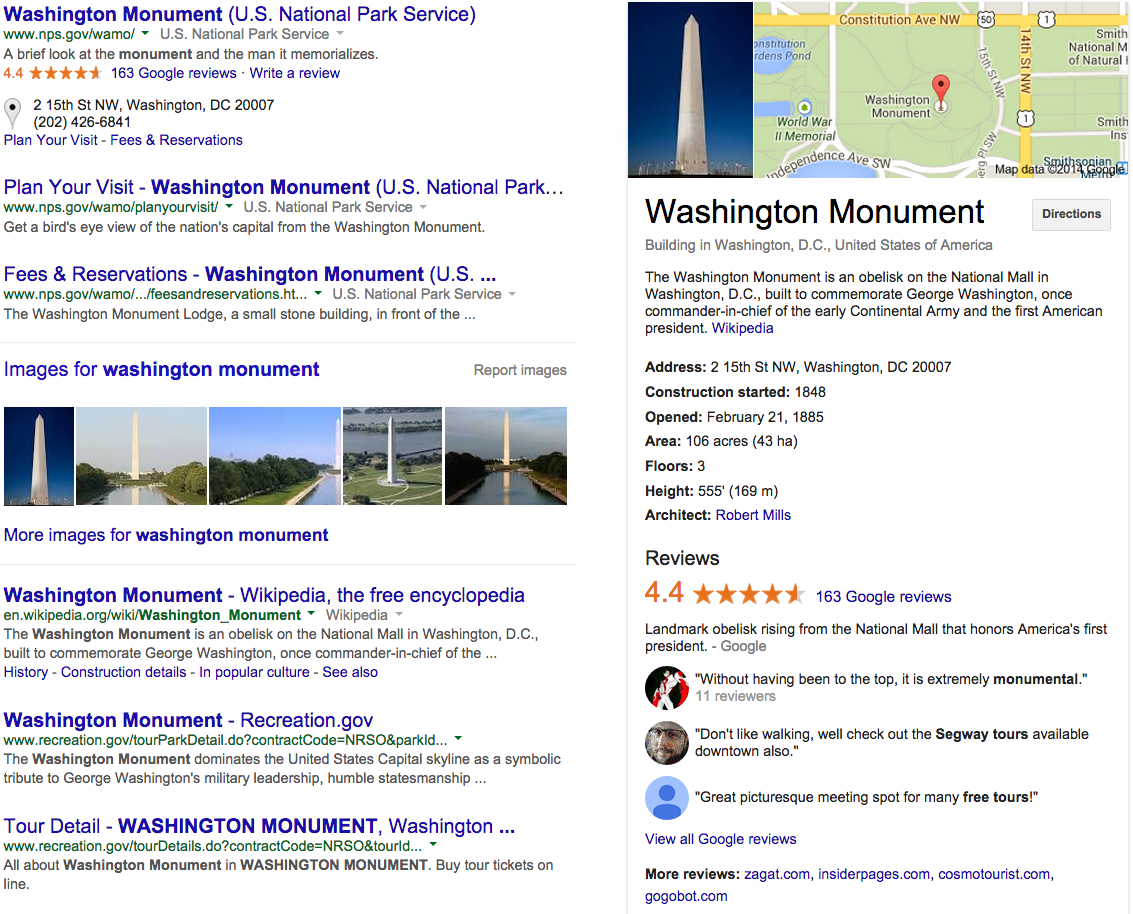 Washington Monument (U.S. National Park Service)
www.nps.gov/wamo/ U.S. National Park Service
A brief look at the monument and the man it memorializes.
4.4 163 Google reviews · Write a review
2 15th St NW, Washington, DC 20007
(202) 426-6841
Plan Your Visit - Fees & Reservations
Plan Your Visit - Washington Monument (U.S. National Park...
www.nps.gov/wamo/planyourvisit/ U.S. National Park Service
Get a bird's eye view of the nation's capital from the Washington Monument.
Fees & Reservations - Washington Monument (U.S. ...
www.nps.gov/wamo/.../feesandreservations.ht... U.S. National Park Service
The Washington Monument Lodge, a small stone building, in front of the ...
Images for washington monument
Report images
More images for washington monument
Washington Monument - Wikipedia, the free encyclopedia
en.wikipedia.org/wiki/Washington_Monument Wikipedia
The Washington Monument is an obelisk on the National Mall in Washington, D.C.,
built to commemorate George Washington, once commander-in-chief of the ...
History - Construction details - In popular culture - See also
Washington Monument - Recreation.gov
www.recreation.gov/tourParkDetail.do?contractCode=NRSO&parkId...
The Washington Monument dominates the United States Capital skyline as a symbolic
tribute to George Washington's military leadership, humble statesmanship ...
Tour Detail - WASHINGTON MONUMENT, Washington ...
www.recreation.gov/tourDetails.do?contractCode=NRSO&tourId...
All about Washington Monument in WASHINGTON MONUMENT. Buy tour tickets on
line.
Constitution Ave NW
50
1
Smith
National M
of Natural
onstitution
rdens Pond
15th St NW
14th St NW
Washington
Monument
World War
II Memorial
1
Smith
Ins
Independence Ave SW
erg Pl SW
Smithsonian
Metro
Map data ©2014 Google
Washington Monument
Directions
Building in Washington, D.C., United States of America
The Washington Monument is an obelisk on the National Mall in
Washington, D.C., built to commemorate George Washington, once
commander-in-chief of the early Continental Army and the first American
president. Wikipedia
Address: 2 15th St NW, Washington, DC 20007
Construction started: 1848
Opened: February 21, 1885
Area: 106 acres (43 ha)
Floors: 3
Height: 555' (169 m)
Architect: Robert Mills
Reviews
4.4 163 Google reviews
Landmark obelisk rising from the National Mall that honors America's first
president. - Google
"Without having been to the top, it is extremely monumental."
11 reviewers
"Don't like walking, well check out the Segway tours available
downtown also."
"Great picturesque meeting spot for many free tours!"
View all Google reviews
More reviews: zagat.com, insiderpages.com, cosmotourist.com,
gogobot.com